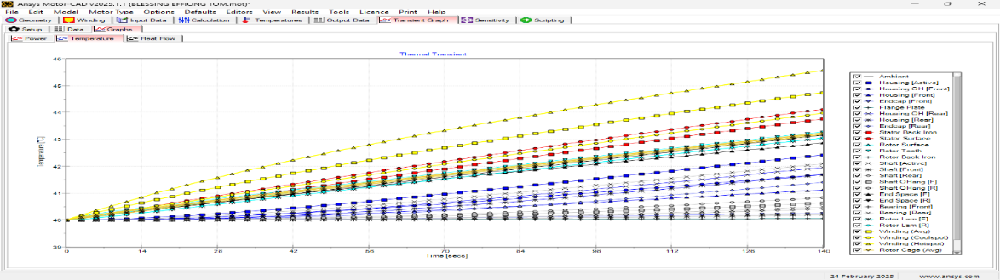 Ansys Motor-CAD v2025.1.1 (BLESSING EFFIONG TOM.mot)*
File Edit Model Motor Type Options Defaults Editors View Results Tools Licence Print Help
Geometry Winding Input Data Calculation Temperatures Output Data Transient Graph Sensitivity Scripting
Setup Data Graphs
Power Temperature Heat Flow
Thermal Transient
46
45
44
43
42
41
40
39
Temperature [°C]
0 14 28 42 56 70 84 98 112 126 140
Time [secs]
Ambient
Housing [Active]
Housing OH [Front]
Housing [Front]
Endcap [Front]
Flange Plate
Housing OH [Rear]
Housing [Rear]
Endcap [Rear]
Stator Back Iron
Stator Surface
Rotor Surface
Rotor Tooth
Rotor Back Iron
Shaft [Active]
Shaft [Front]
Shaft [Rear]
Shaft OHang [F]
Shaft OHang [R]
End Space [F]
End Space [R]
Bearing [Front]
Bearing [Rear]
Rotor Lam [F]
Rotor Lam [R]
Winding (Avg)
Winding (Coolspot)
Winding (Hotspot)
Rotor Cage (Avg)
24 February 2025 www.ansys.com